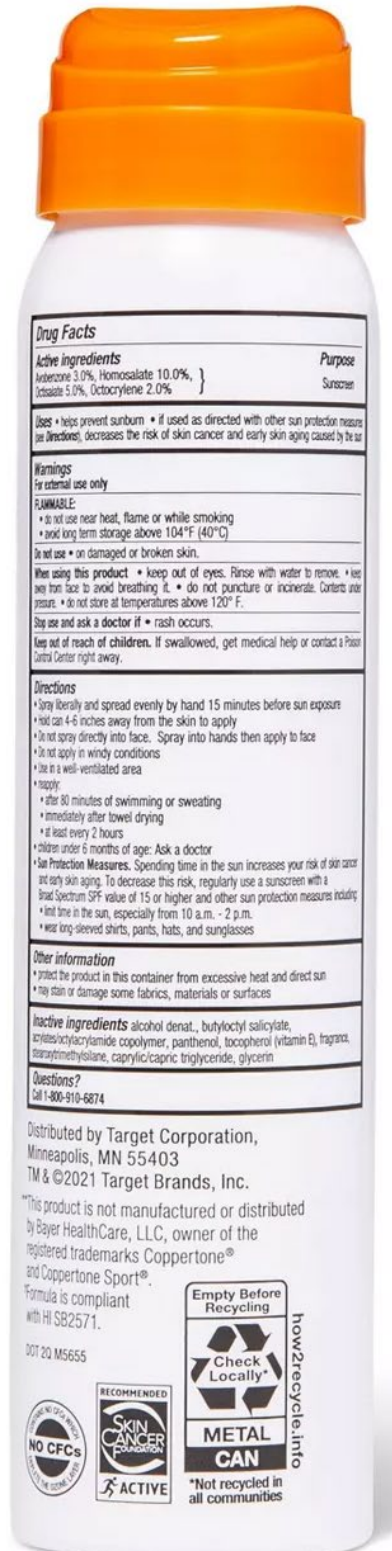 Drug Facts
Active ingredients Purpose
Avobenzone 3.0%, Homosalate 10.0%,
Octisalate 5.0%, Octocrylene 2.0% } Sunscreen
Uses • helps prevent sunburn • if used as directed with other sun protection measures
(see Directions), decreases the risk of skin cancer and early skin aging caused by the sun
Warnings
For external use only
FLAMMABLE:
• do not use near heat, flame or while smoking
• avoid long term storage above 104°F (40°C)
Do not use • on damaged or broken skin.
When using this product • keep out of eyes. Rinse with water to remove. • keep
away from face to avoid breathing it. • do not puncture or incinerate. Contents under
pressure. • do not store at temperatures above 120° F.
Stop use and ask a doctor if • rash occurs.
Keep out of reach of children. If swallowed, get medical help or contact a Poison
Control Center right away.
Directions
• Spray liberally and spread evenly by hand 15 minutes before sun exposure
• Hold can 4-6 inches away from the skin to apply
• Do not spray directly into face. Spray into hands then apply to face
• Do not apply in windy conditions
• Use in a well-ventilated area
• reapply:
• after 80 minutes of swimming or sweating
• immediately after towel drying
• at least every 2 hours
• children under 6 months of age: Ask a doctor
• Sun Protection Measures. Spending time in the sun increases your risk of skin cancer
and early skin aging. To decrease this risk, regularly use a sunscreen with a
Broad Spectrum SPF value of 15 or higher and other sun protection measures including:
• limit time in the sun, especially from 10 a.m. - 2 p.m.
• wear long-sleeved shirts, pants, hats, and sunglasses
Other information
• protect the product in this container from excessive heat and direct sun
• may stain or damage some fabrics, materials or surfaces
Inactive ingredients alcohol denat., butyloctyl salicylate,
acrylates/octylacrylamide copolymer, panthenol, tocopherol (vitamin E), fragrance,
stearoxytrimethylsilane, caprylic/capric triglyceride, glycerin
Questions?
Call 1-800-910-6874
Distributed by Target Corporation,
Minneapolis, MN 55403
TM & ©2021 Target Brands, Inc.
**This product is not manufactured or distributed
by Bayer HealthCare, LLC, owner of the
registered trademarks Coppertone®
and Coppertone Sport®.
†Formula is compliant
with HI SB2571.
DOT 2Q M5655
CONTAINS NO CFCs WHICH
NO CFCs
DEPLETE THE OZONE LAYER
RECOMMENDED
SKIN
CANCER
FOUNDATION
ACTIVE
Empty Before
Recycling
Check
Locally*
METAL
CAN
*Not recycled in
all communities
how2recycle.info